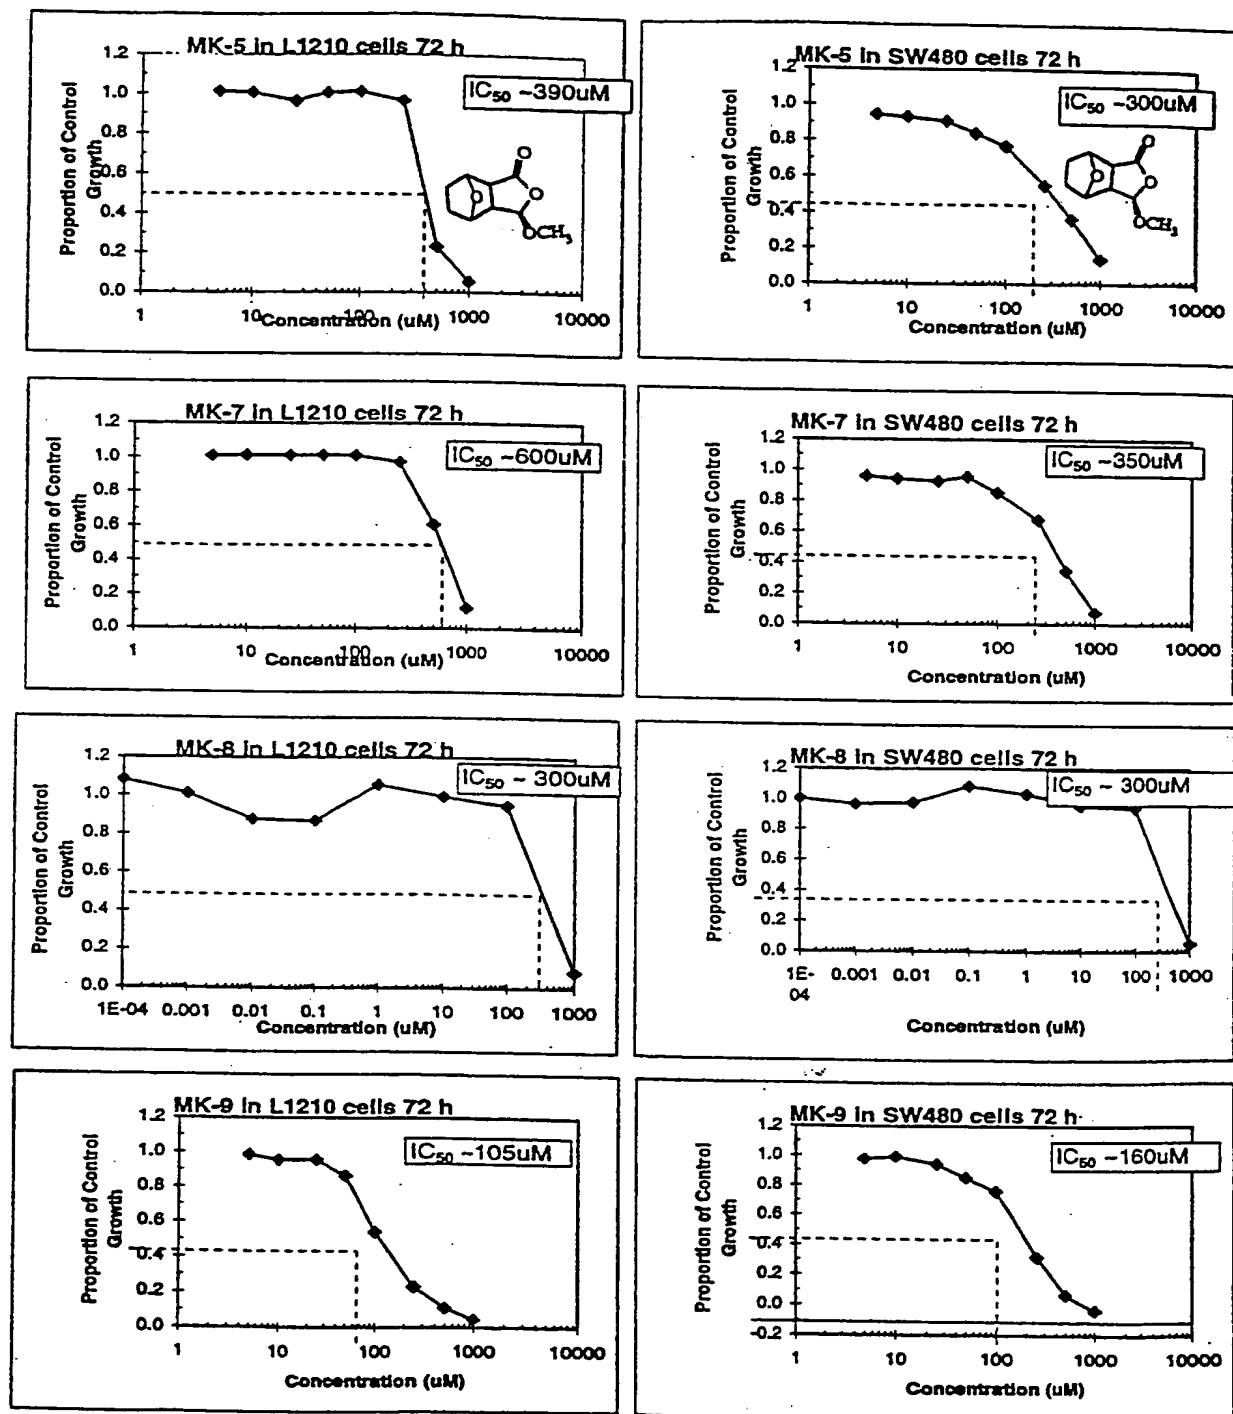 MK-5 in L1210 cells 72 h
IC50 ~390uM
Proportion of Control
Growth
1.2
1.0
0.8
0.6
0.4
0.2
0.0
1 10 100 1000 10000
Concentration (uM)
O
O
O
OCH3
MK-5 in SW480 cells 72 h
IC50 ~300uM
Proportion of Control
Growth
1.2
1.0
0.8
0.6
0.4
0.2
0.0
1 10 100 1000 10000
Concentration (uM)
O
O
O
OCH3
MK-7 in L1210 cells 72 h
IC50 ~600uM
Proportion of Control
Growth
1.2
1.0
0.8
0.6
0.4
0.2
0.0
1 10 100 1000 10000
Concentration (uM)
MK-7 in SW480 cells 72 h
IC50 ~350uM
Proportion of Control
Growth
1.2
1.0
0.8
0.6
0.4
0.2
0.0
1 10 100 1000 10000
Concentration (uM)
MK-8 in L1210 cells 72 h
IC50 ~ 300uM
Proportion of Control
Growth
1.2
1.0
0.8
0.6
0.4
0.2
0.0
1E-04 0.001 0.01 0.1 1 10 100 1000
Concentration (uM)
MK-8 in SW480 cells 72 h
IC50 ~ 300uM
Proportion of Control
Growth
1.2
1.0
0.8
0.6
0.4
0.2
0.0
1E-04 0.001 0.01 0.1 1 10 100 1000
Concentration (uM)
MK-9 in L1210 cells 72 h
IC50 ~105uM
Proportion of Control
Growth
1.2
1.0
0.8
0.6
0.4
0.2
0.0
1 10 100 1000 10000
Concentration (uM)
MK-9 in SW480 cells 72 h
IC50 ~160uM
Proportion of Control
Growth
1.2
1.0
0.8
0.6
0.4
0.2
0.0
-0.2
1 10 100 1000 10000
Concentration (uM)